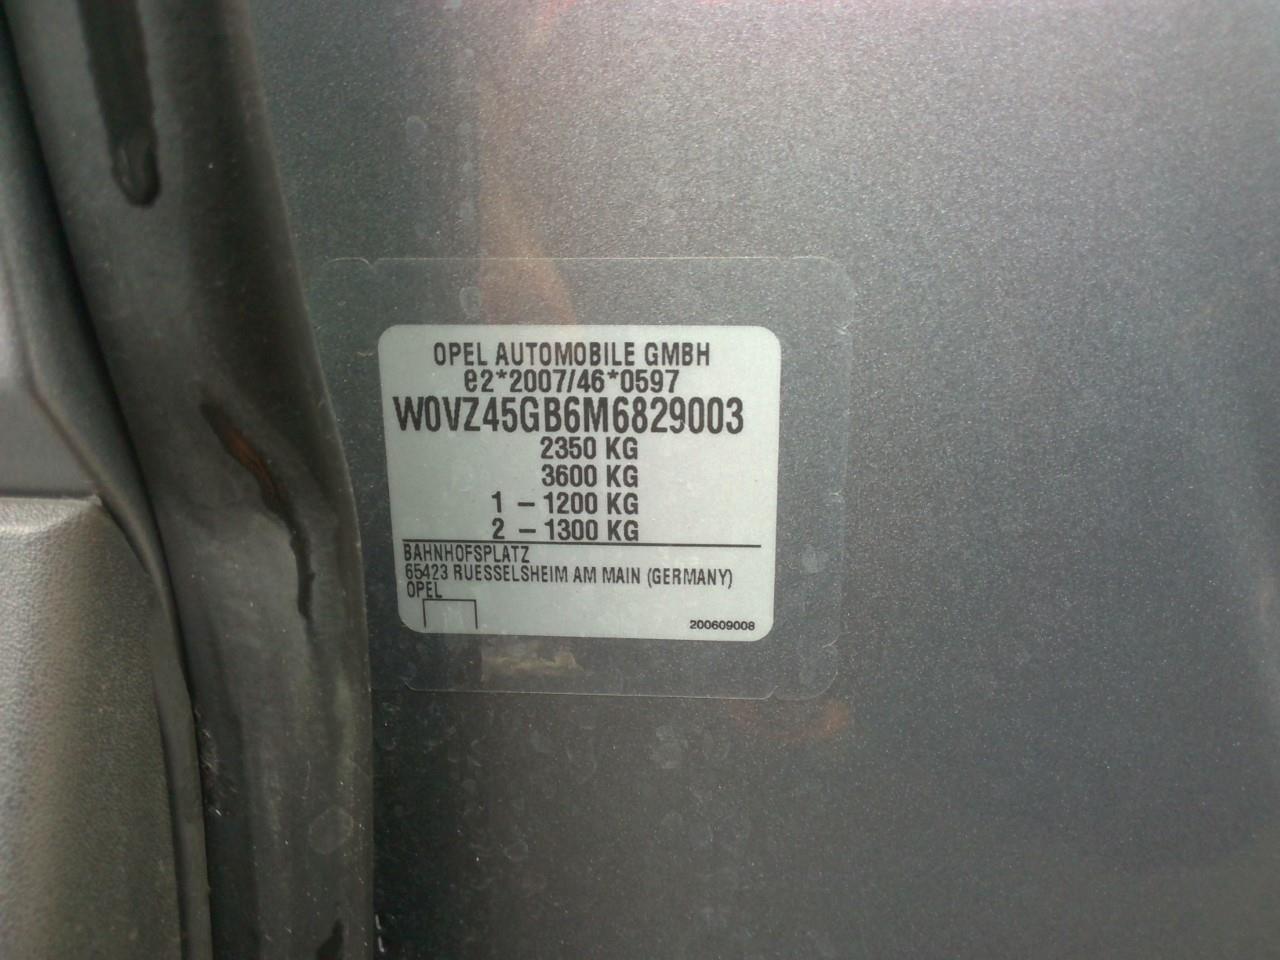 OPEL AUTOMOBILE GMBH
e2*2007/46*0597
W0VZ45GB6M6829003
2350 KG
3600 KG
1 – 1200 KG
2 – 1300 KG
BAHNHOFSPLATZ
65423 RUESSELSHEIM AM MAIN (GERMANY)
OPEL
200609008